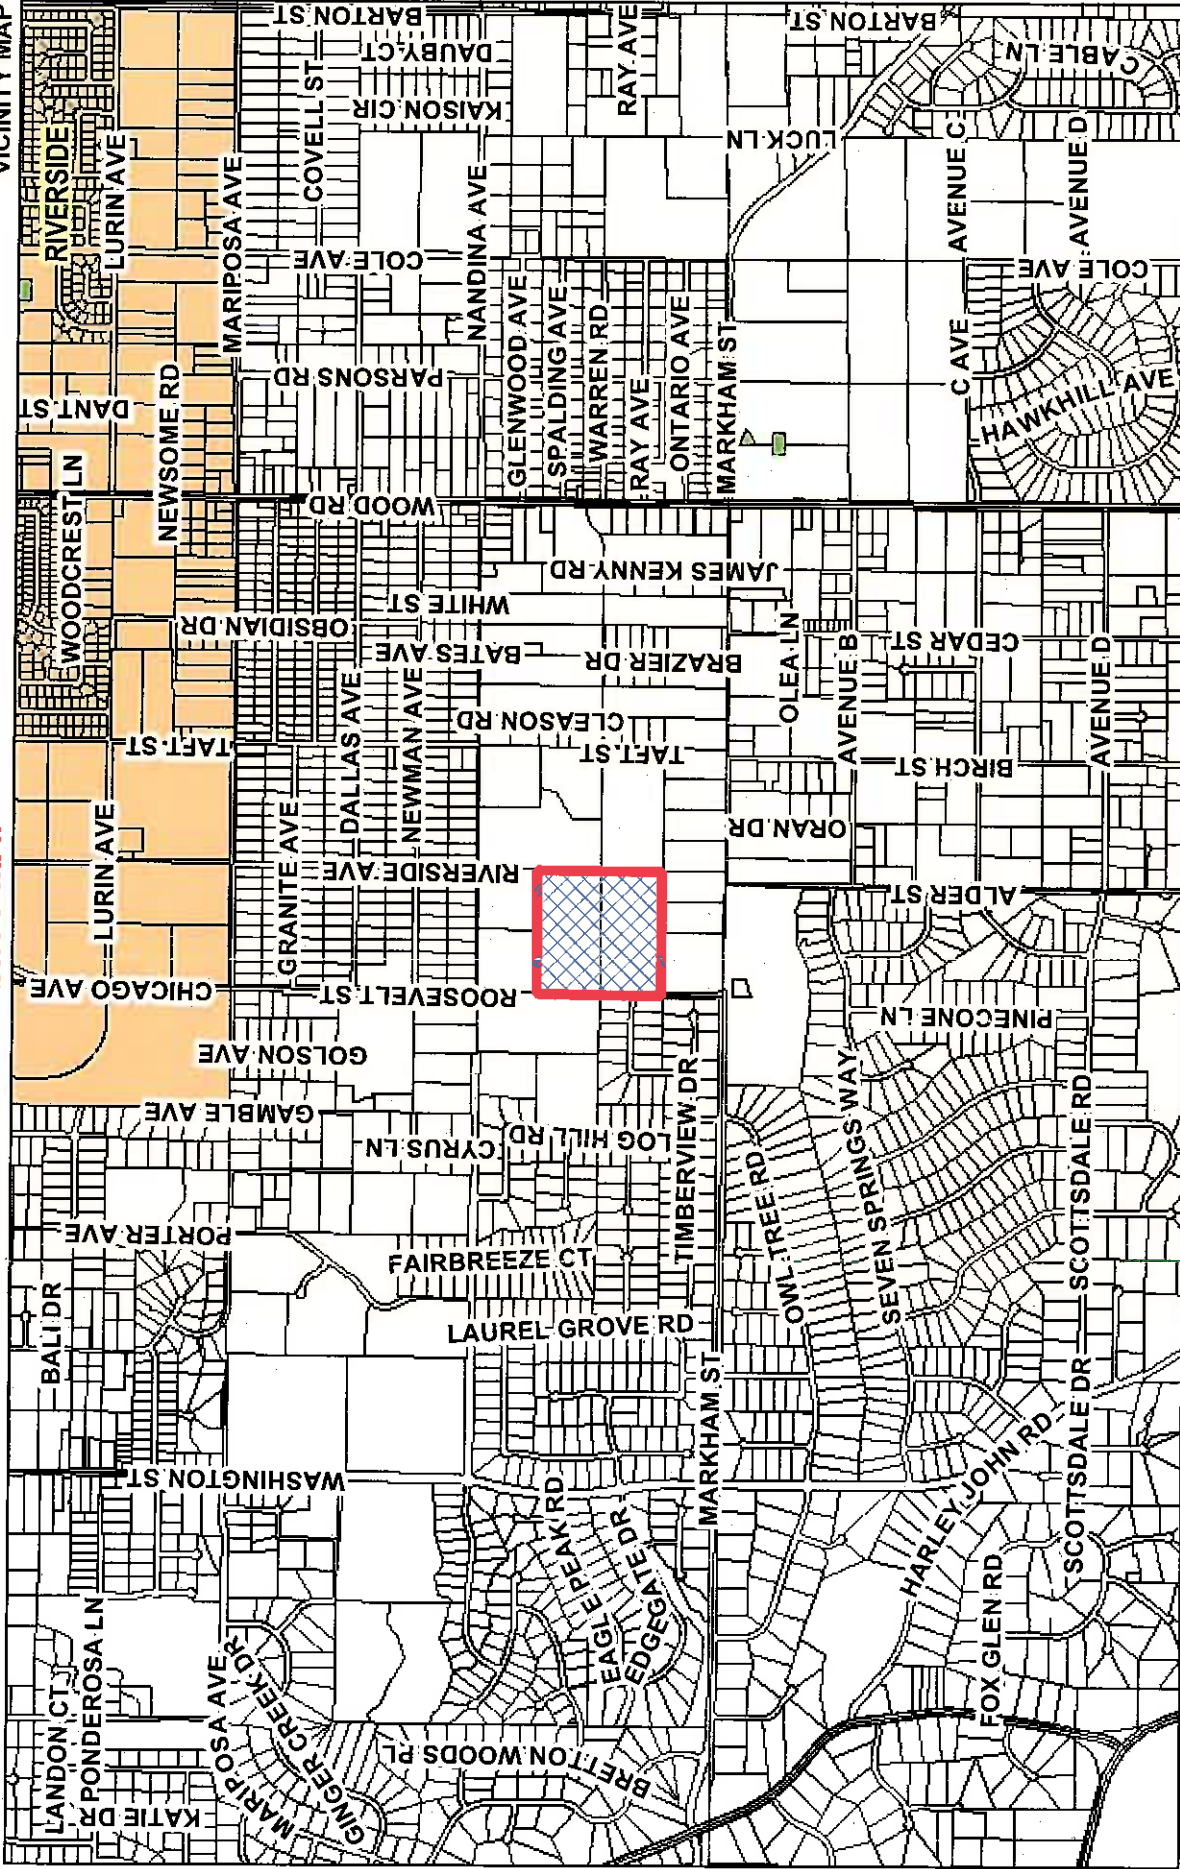 VICINITY MAP
BARTON ST
BARTON ST
DAUBY CT
KAISON CIR
COVELL ST
RAY AVE
CABLE LN
LUCK LN
RIVERSIDE
LURIN AVE
MARIPOSA AVE
NANDINA AVE
AVENUE C
AVENUE D
COLE AVE
COLE AVE
GLENWOOD AVE
SPALDING AVE
WARREN RD
RAY AVE
ONTARIO AVE
MARKHAM ST
C AVE
HAWKHILL AVE
PARSONS RD
DANT ST
NEWSOME RD
WOODCREST LN
WOOD RD
JAMES KENNY RD
WHITE ST
OBSIDIAN DR
BATES AVE
BRAZIER DR
OLEA LN
AVENUE B
CEDAR ST
AVENUE D
DALLAS AVE
NEWMAN AVE
CLEASON RD
TAFT ST
TAFT ST
BIRCH ST
ORAN DR
LURIN AVE
GRANITE AVE
RIVERSIDE AVE
ALDER ST
CHICAGO AVE
ROOSEVELT ST
PINECONE LN
GOLSON AVE
GAMBLE AVE
CYRUS LN
LOG HILL RD
TIMBERVIEW DR
OWL TREE RD
SEVEN SPRINGS WAY
SCOTTSDALE RD
PORTER AVE
FAIRBREEZE CT
BALI DR
LAUREL GROVE RD
MARKHAM ST
SCOTTSDALE DR
HARLEY JOHN RD
WASHINGTON ST
EAGLE PEAK RD
EDGEGATE DR
SCOTTSDALE DR
FOX GLEN RD
PONDEROSA LN
LANDON CT
MARIPOSA AVE
GINGER CREEK DR
BRETTON WOODS PL
KATIE DR